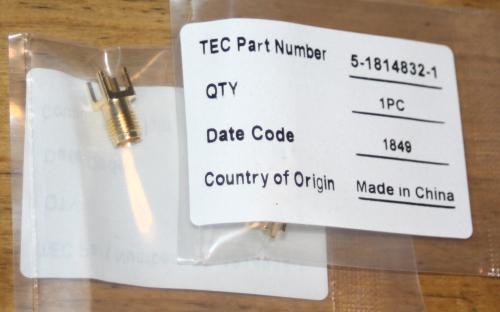 TEC Part Number 5-1814832-1
QTY 1PC
Date Code 1849
Country of Origin Made in China